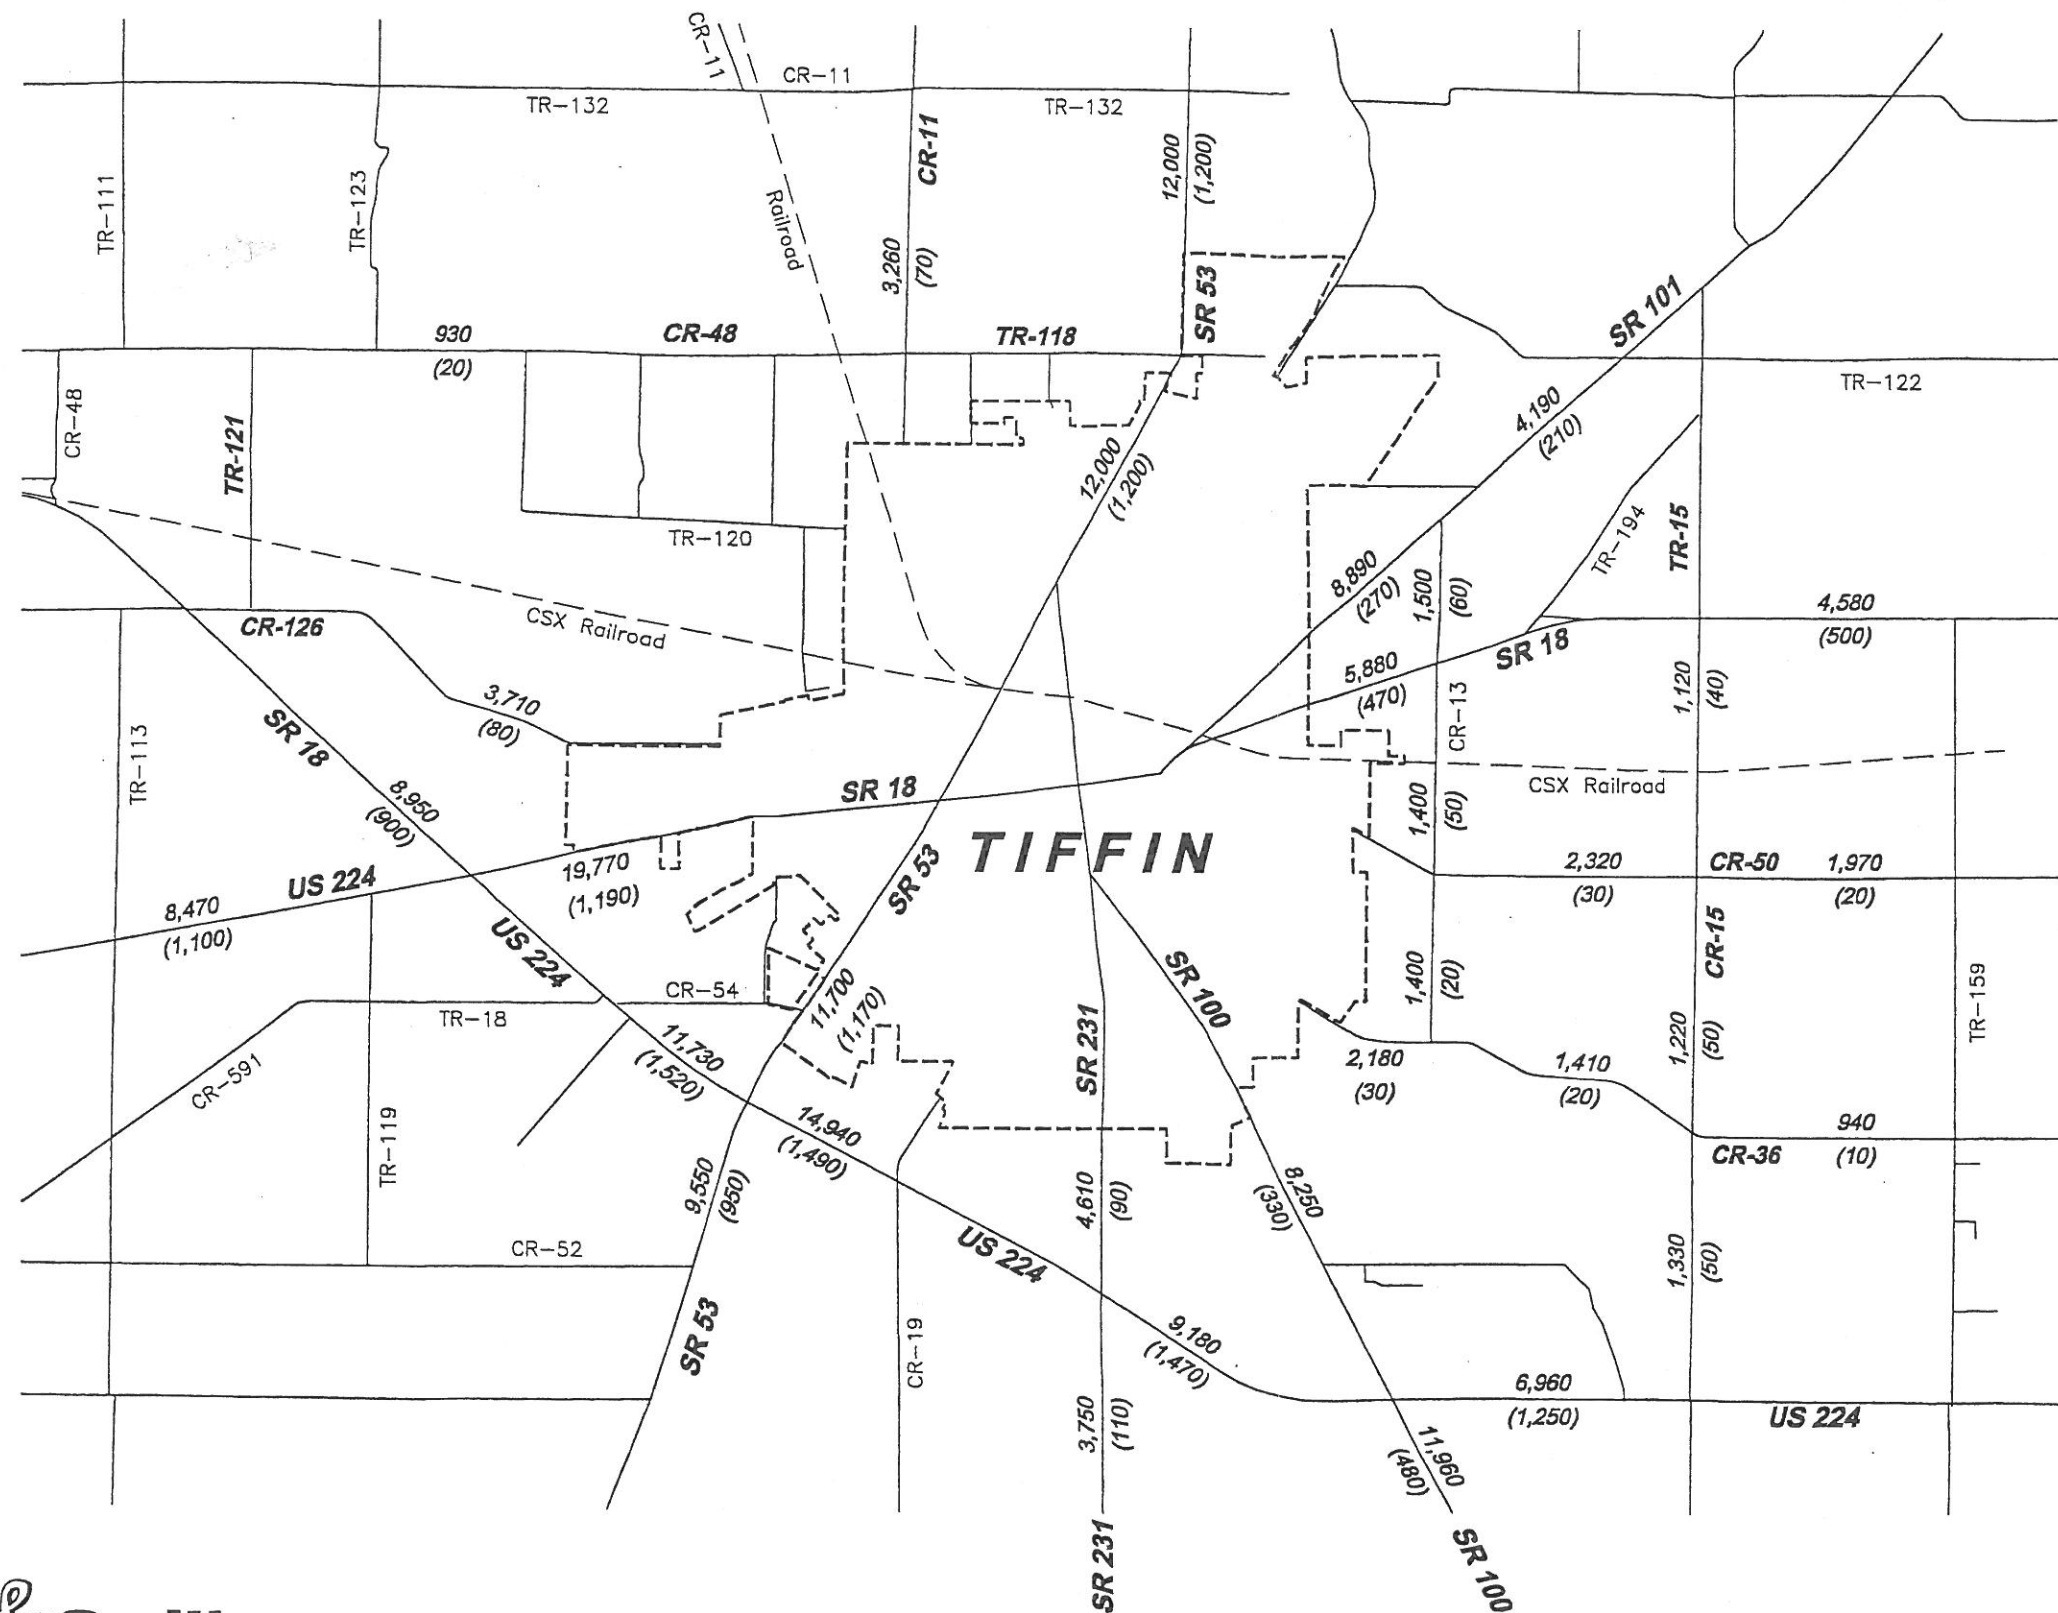 CR-11
CR-11
TR-132
TR-132
CR-11
12,000
(1,200)
TR-111
TR-123
Railroad
3,260
(70)
SR 53
SR 101
930
(20)
CR-48
TR-118
TR-122
CR-48
TR-121
4,190
(210)
12,000
(1,200)
TR-120
TR-194
TR-15
8,890
(270)
1,500
(60)
CR-126
CSX Railroad
4,580
(500)
SR 18
5,880
(470)
1,120
(40)
3,710
(80)
SR 18
TR-113
CR-13
CSX Railroad
8,950
(900)
SR 18
1,400
(50)
TIFFIN
SR 53
19,770
(1,190)
US 224
8,470
(1,100)
2,320
(30)
CR-50
1,970
(20)
US 224
CR-15
SR 100
CR-54
TR-18
11,700
(1,170)
1,400
(20)
TR-159
11,730
(1,520)
SR 231
2,180
(30)
1,410
(20)
1,220
(50)
CR-591
TR-119
14,940
(1,490)
940
(10)
CR-36
9,550
(950)
4,610
(90)
8,250
(330)
CR-52
US 224
1,330
(50)
SR 53
CR-19
9,180
(1,470)
6,960
(1,250)
US 224
3,750
(110)
11,960
(480)
SR 231
SR 100